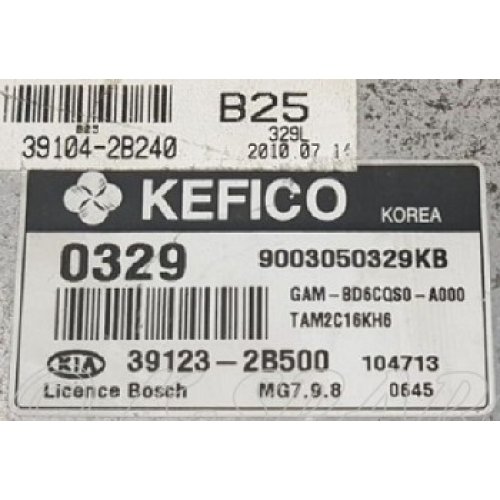 B25
B25
329L
39104-2B240
2010 07 14
KEFICO
KOREA
0329
9003050329KB
GAM-BD6CQS0-A000
TAM2C16KH6
KIA
39123-2B500
104713
Licence Bosch
MG7.9.8
0645